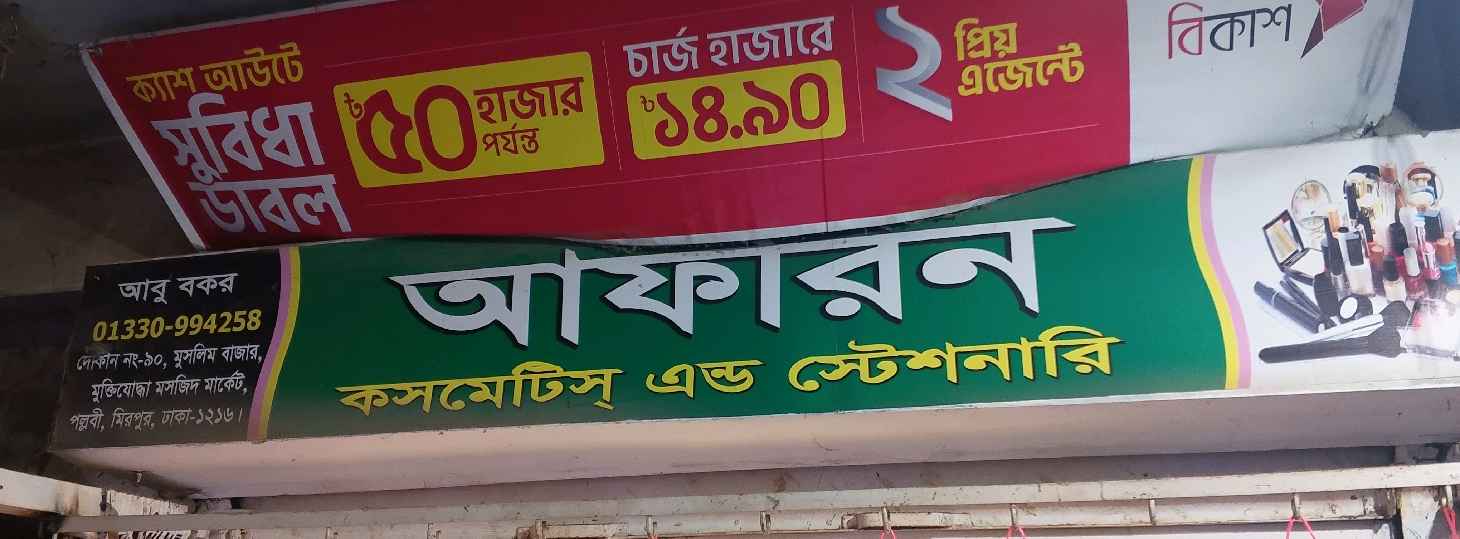 ক্যাশ আউটে
সুবিধা
ডাবল
৳৫০ হাজার
পর্যন্ত
চার্জ হাজারে
৳১৪.৯০
২ প্রিয়
এজেন্টে
বিকাশ
আবু বকর
01330-994258
দোকান নং-৯০, মুসলিম বাজার,
মুক্তিযোদ্ধা মসজিদ মার্কেট,
পল্লবী, মিরপুর, ঢাকা-১২১৬।
আফারন
কসমেটিস্ এন্ড স্টেশনারি